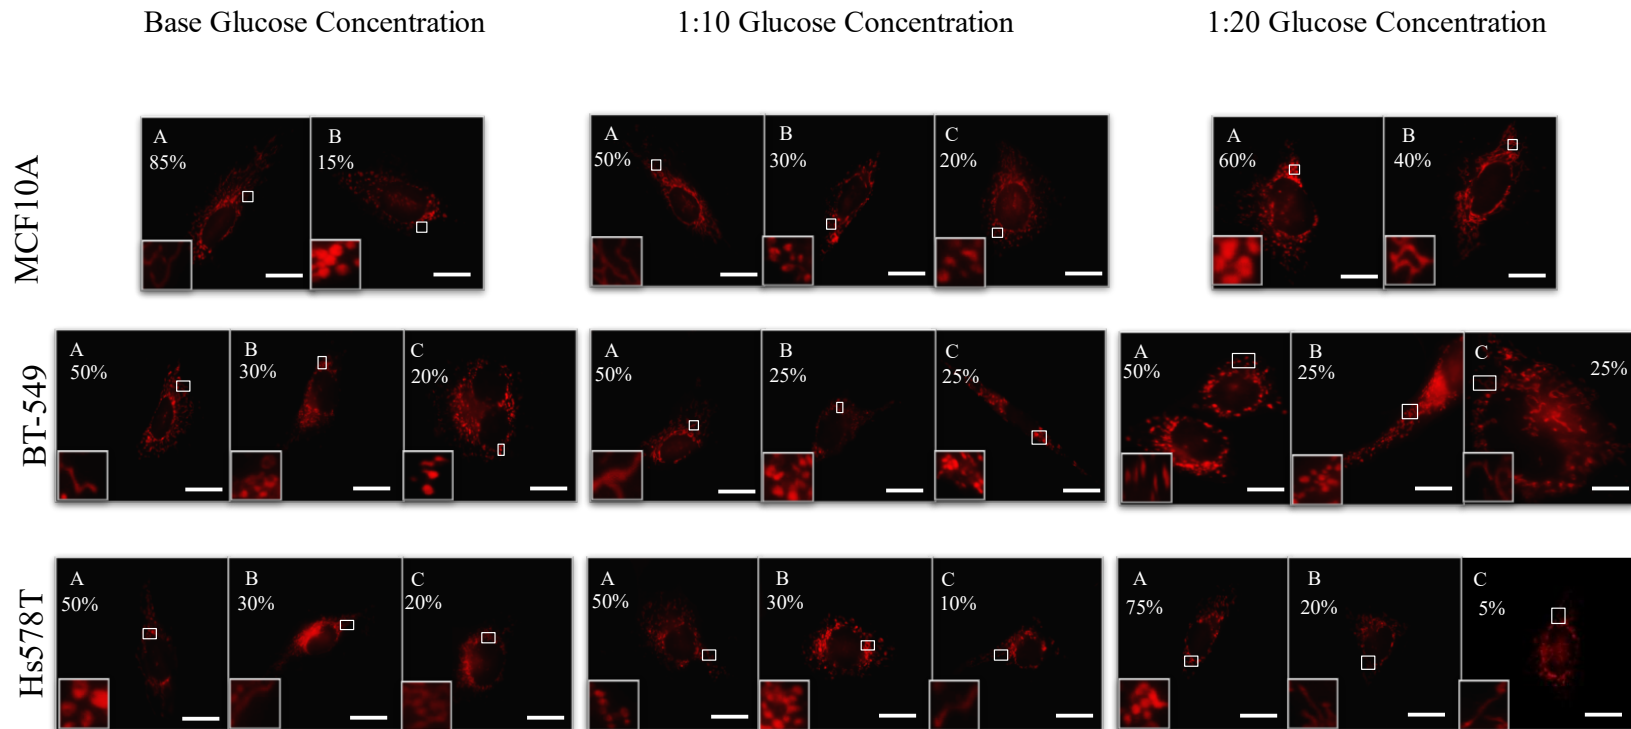 Base Glucose Concentration
1:10 Glucose Concentration
1:20 Glucose Concentration
MCF10A
A
85%
B
15%
A
50%
B
30%
C
20%
A
60%
B
40%
BT-549
A
50%
B
30%
C
20%
A
50%
B
25%
C
25%
A
50%
B
25%
C
25%
Hs578T
A
50%
B
30%
C
20%
A
50%
B
30%
C
10%
A
75%
B
20%
C
5%